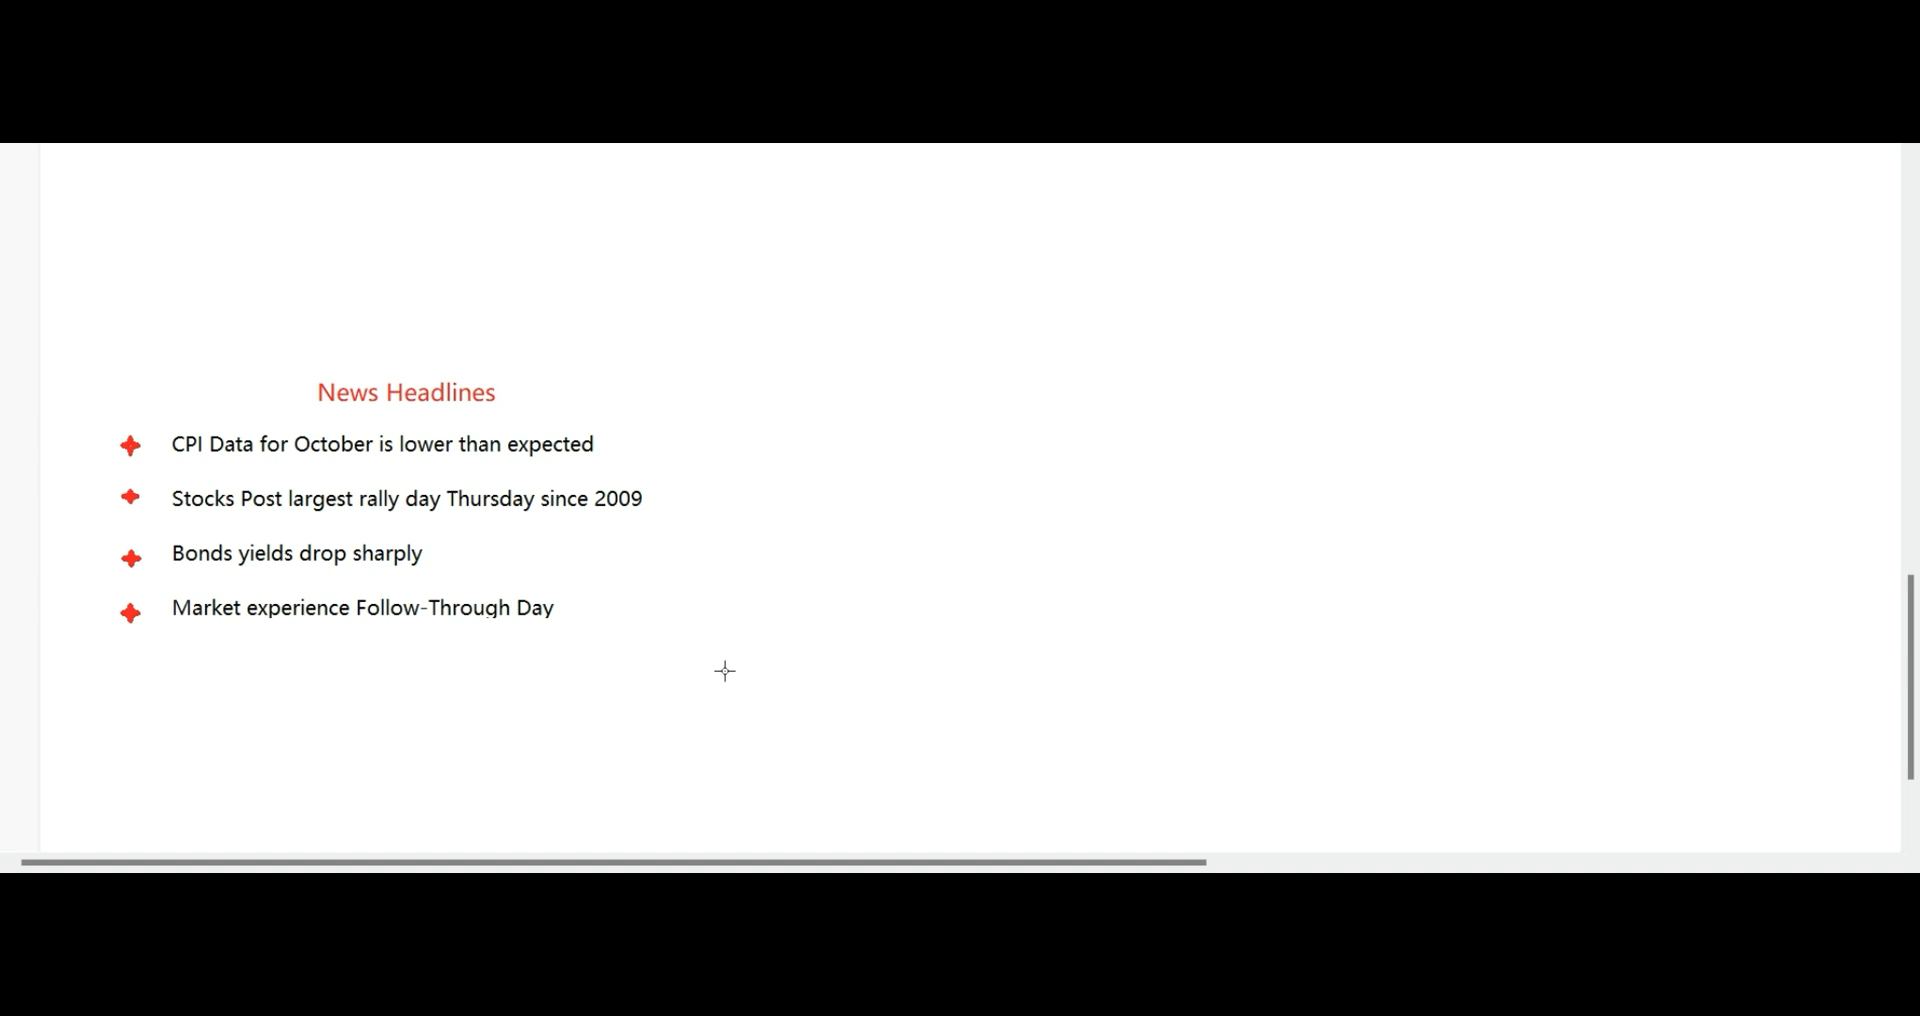 News Headlines
CPI Data for October is lower than expected
Stocks Post largest rally day Thursday since 2009
Bonds yields drop sharply
Market experience Follow-Through Day